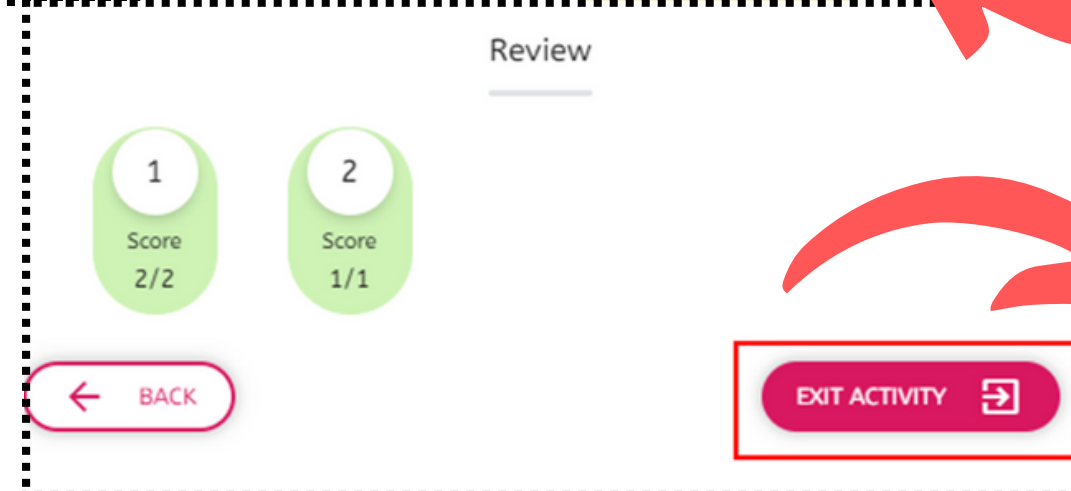 Review
1
2
Score
Score
2/2
1/1
BACK
EXIT ACTIVITY